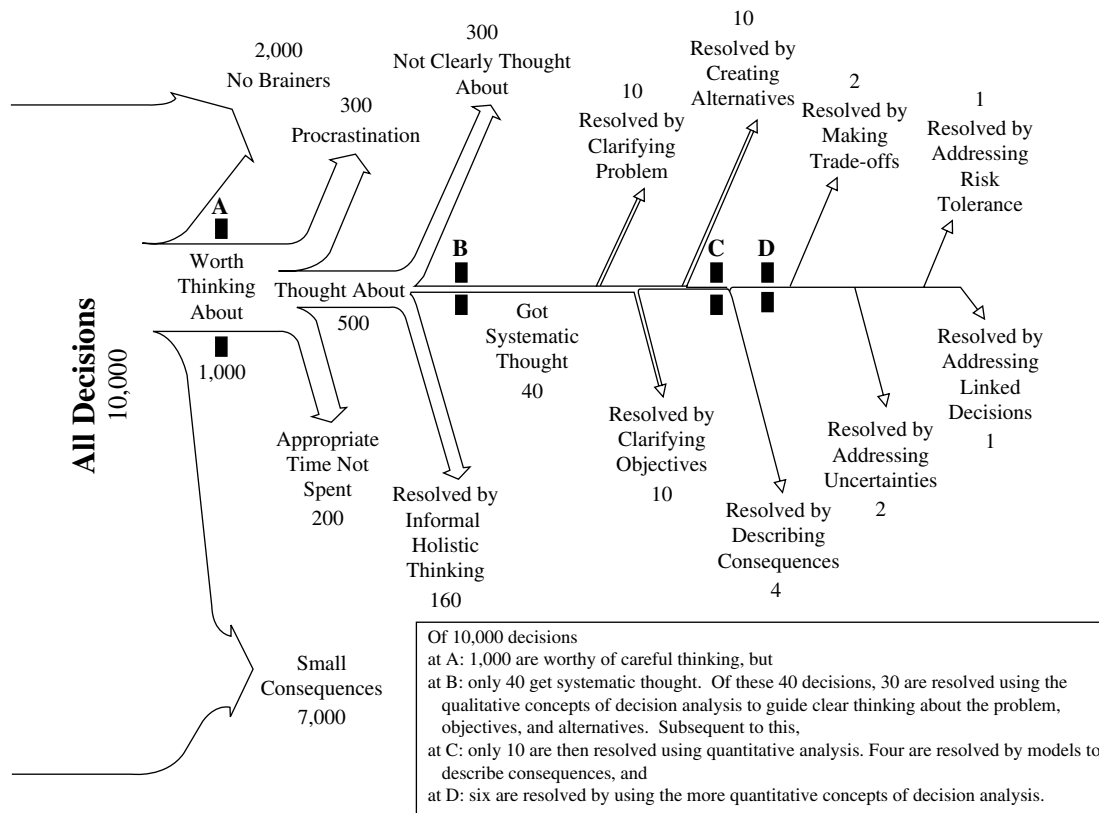 All Decisions
10,000
2,000
No Brainers
300
Procrastination
300
Not Clearly Thought
About
10
Resolved by
Clarifying
Problem
10
Resolved by
Creating
Alternatives
2
Resolved by
Making
Trade-offs
1
Resolved by
Addressing
Risk
Tolerance
A
Worth
Thinking
About
1,000
Thought About
500
B
Got
Systematic
Thought
40
C
D
Appropriate
Time Not
Spent
200
Resolved by
Informal
Holistic
Thinking
160
Resolved by
Clarifying
Objectives
10
Resolved by
Describing
Consequences
4
Resolved by
Addressing
Uncertainties
2
Resolved by
Addressing
Linked
Decisions
1
Small
Consequences
7,000
Of 10,000 decisions
at A: 1,000 are worthy of careful thinking, but
at B: only 40 get systematic thought.  Of these 40 decisions, 30 are resolved using the
qualitative concepts of decision analysis to guide clear thinking about the problem,
objectives, and alternatives.  Subsequent to this,
at C: only 10 are then resolved using quantitative analysis. Four are resolved by models to
describe consequences, and
at D: six are resolved by using the more quantitative concepts of decision analysis.